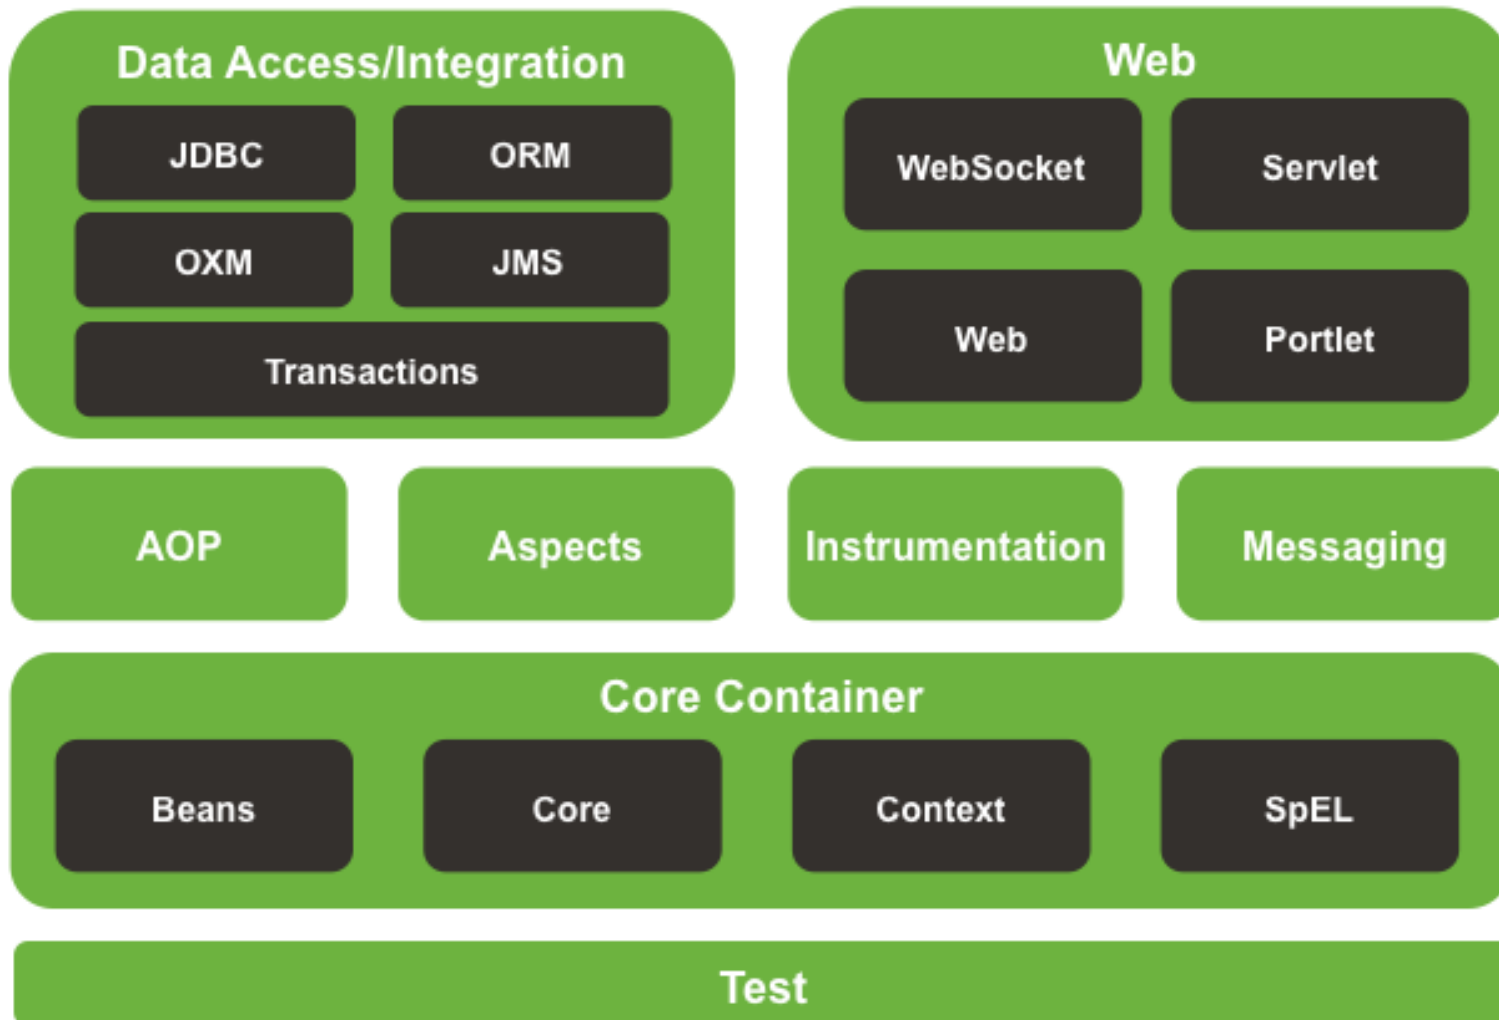 Data Access/Integration
JDBC
ORM
OXM
JMS
Transactions
Web
WebSocket
Servlet
Web
Portlet
AOP
Aspects
Instrumentation
Messaging
Core Container
Beans
Core
Context
SpEL
Test